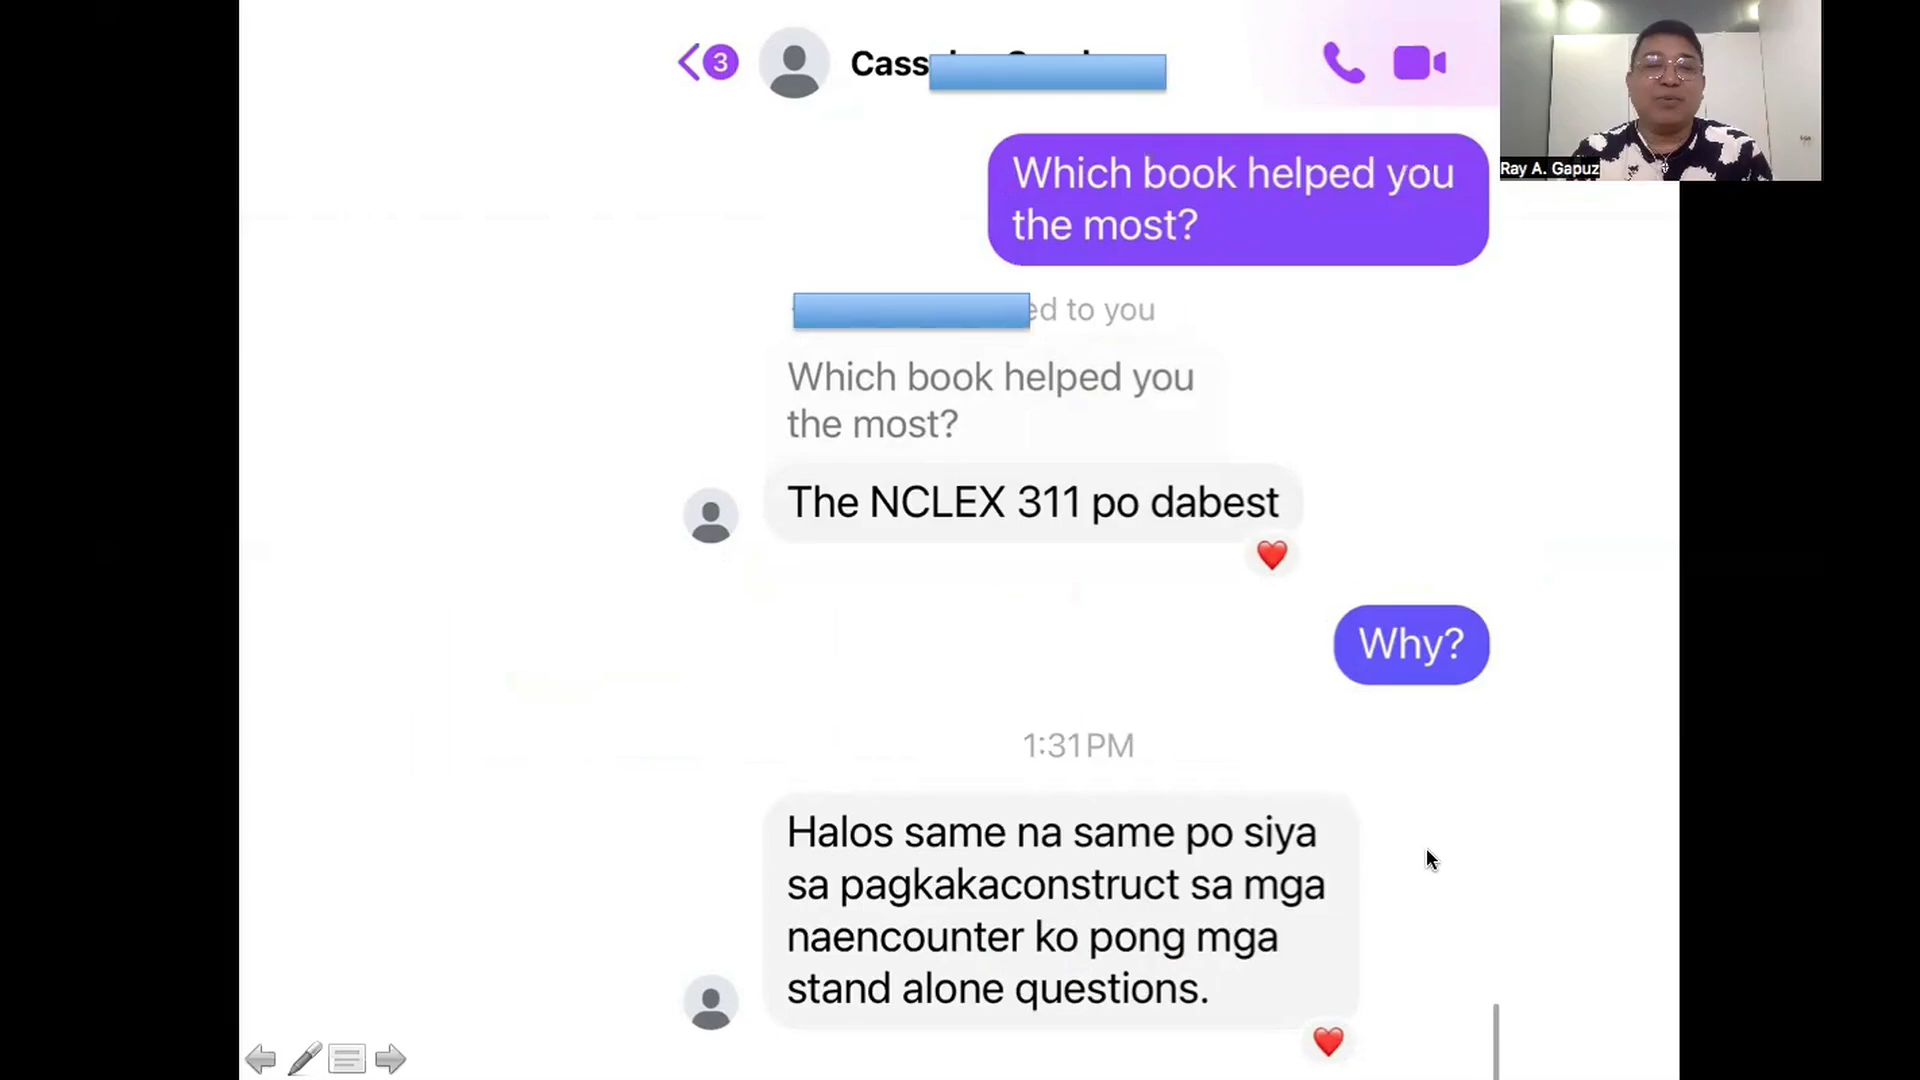 3
Cass
Ray A. Gapuz
Which book helped you
the most?
ed to you
Which book helped you
the most?
The NCLEX 311 po dabest
Why?
1:31 PM
Halos same na same po siya
sa pagkakaconstruct sa mga
naencounter ko pong mga
stand alone questions.